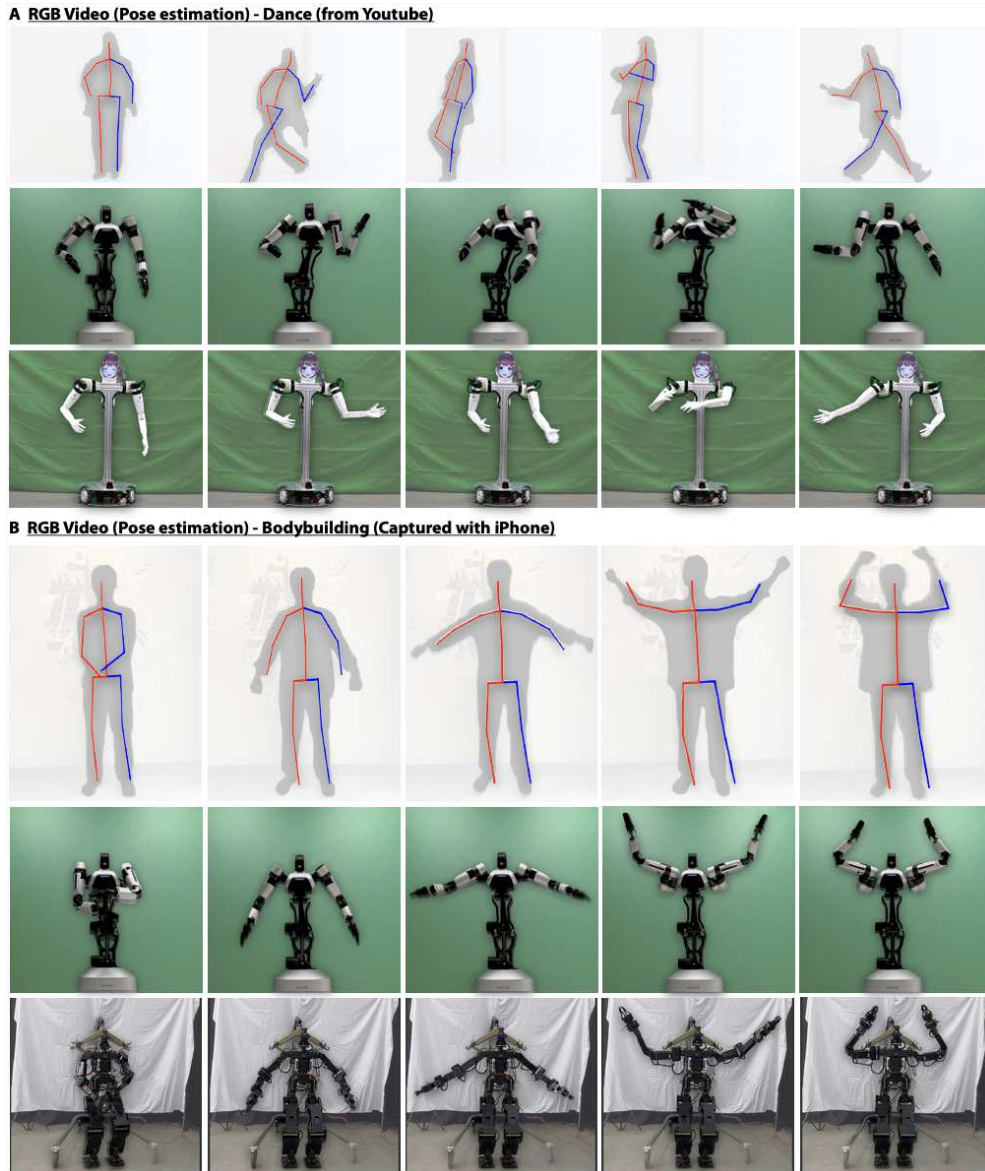 A RGB Video (Pose estimation) - Dance (from Youtube)
B RGB Video (Pose estimation) - Bodybuilding (Captured with iPhone)